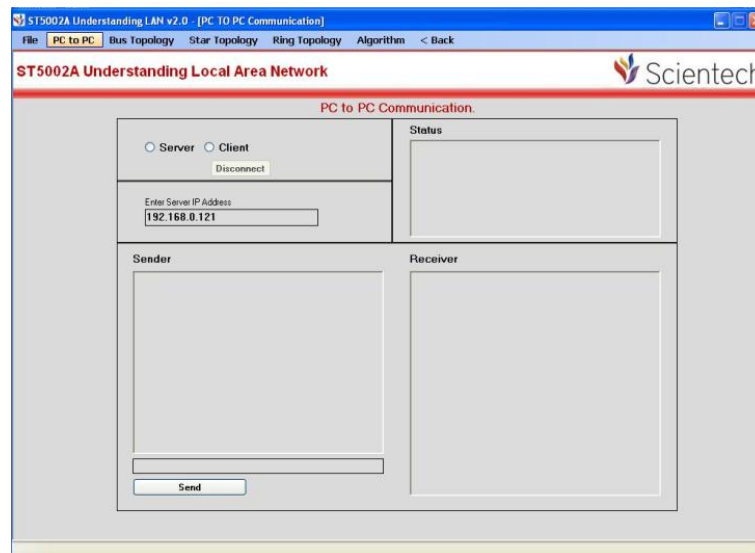 ST5002A Understanding LAN v2.0 - [PC TO PC Communication]
File PC to PC Bus Topology Star Topology Ring Topology Algorithm < Back
ST5002A Understanding Local Area Network
Scientech
PC to PC Communication.
Server Client
Disconnect
Status
Enter Server IP Address
192.168.0.121
Sender
Receiver
Send